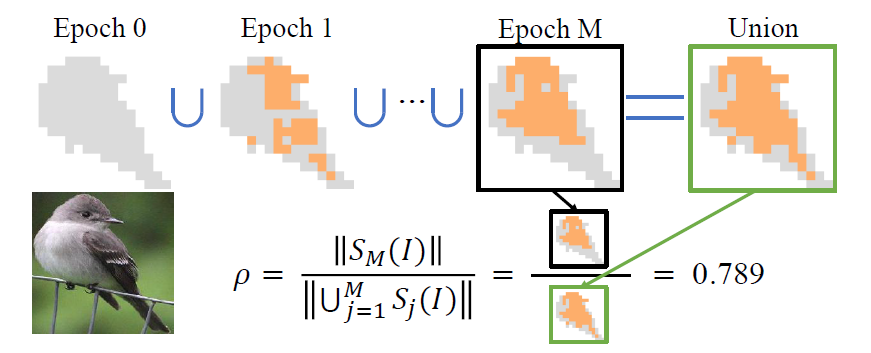 Epoch 0 Epoch 1 Epoch M Union
∪ ∪ ··· ∪ =
ρ = ‖S_M(I)‖ / ‖⋃_{j=1}^{M} S_j(I)‖ = = 0.789